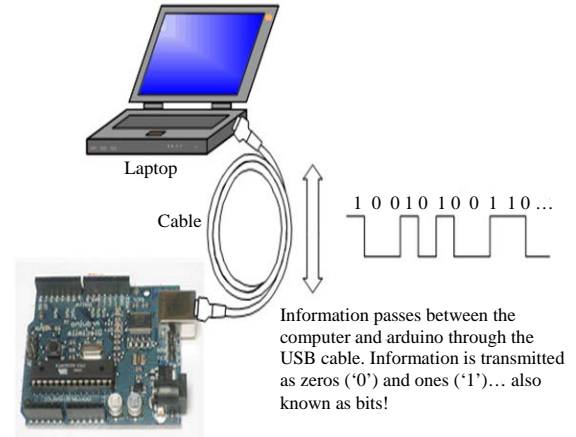 Laptop
Cable
1 0 0 1 0 1 0 0 1 1 0 ...
Information passes between the
computer and arduino through the
USB cable. Information is transmitted
as zeros (‘0’) and ones (‘1’)… also
known as bits!